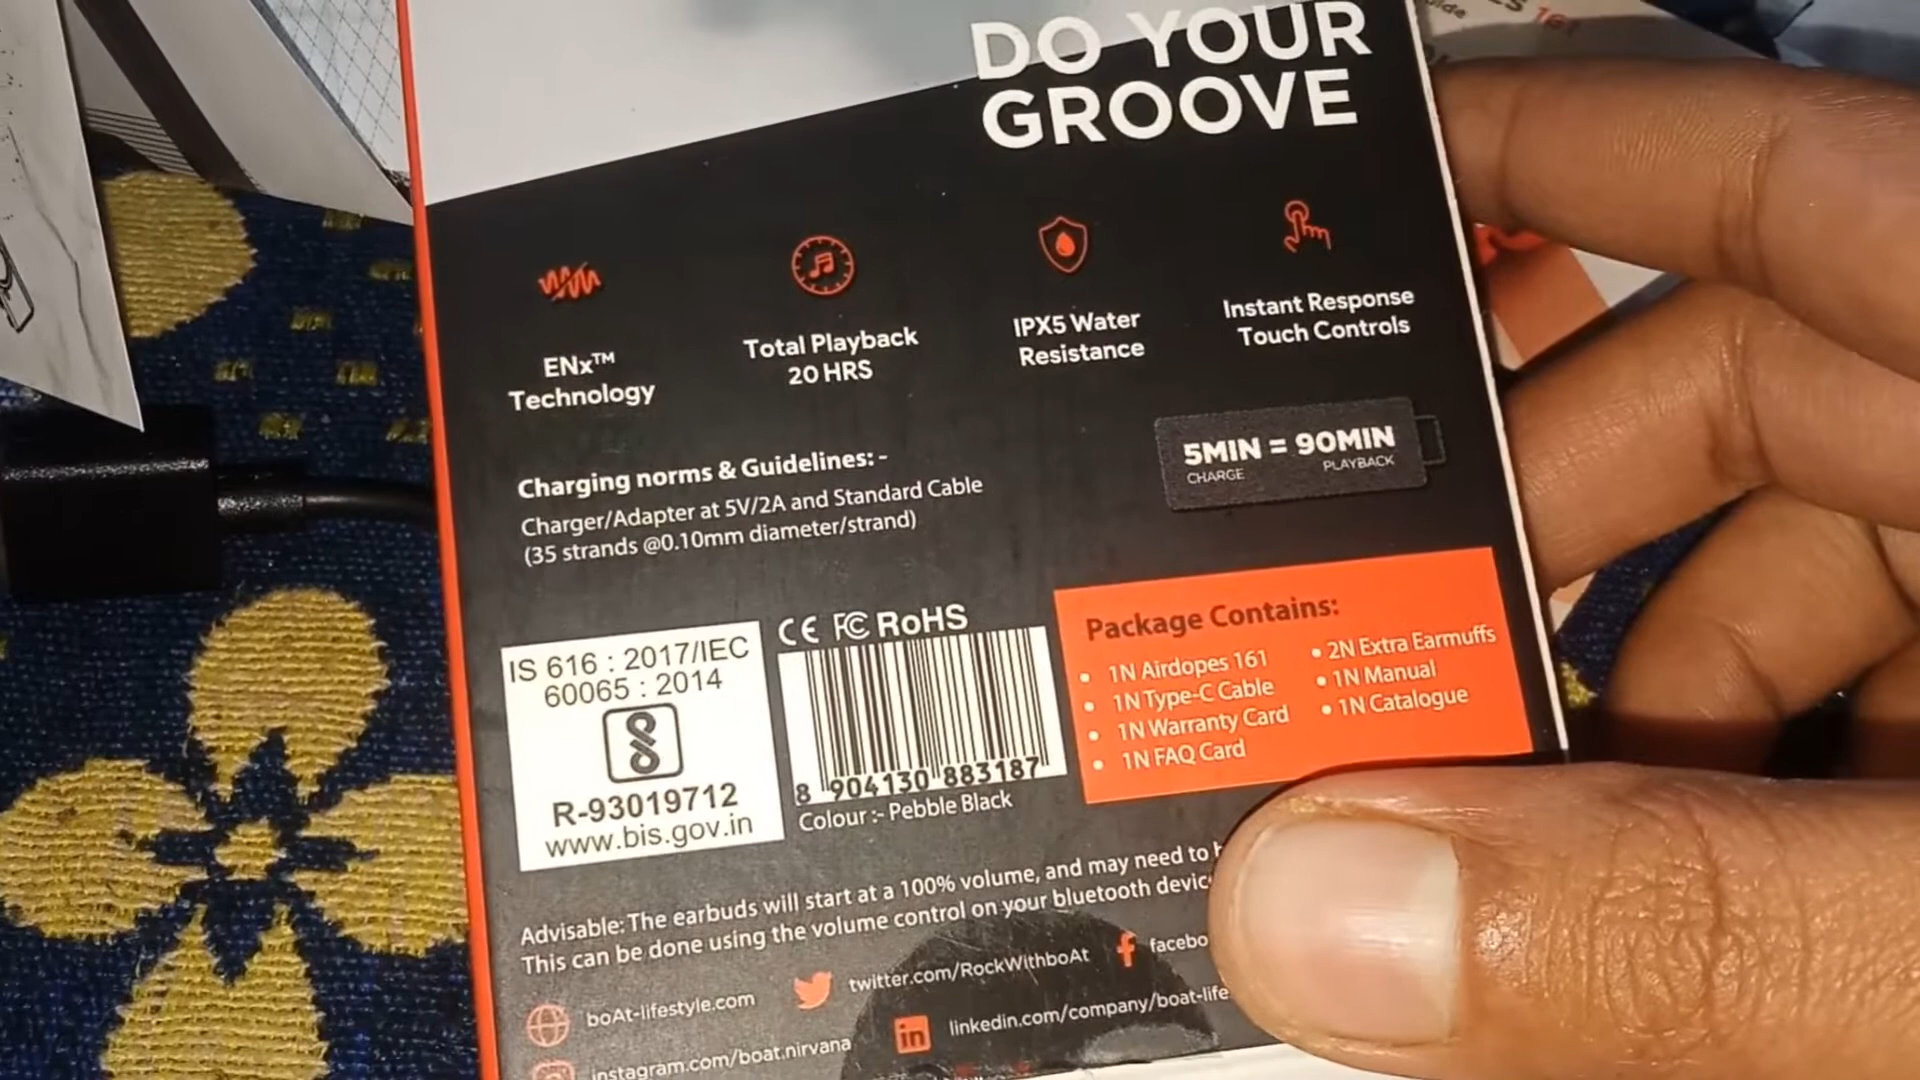 DO YOUR
GROOVE
ENx™
Technology
Total Playback
20 HRS
IPX5 Water
Resistance
Instant Response
Touch Controls
5MIN = 90MIN
CHARGE PLAYBACK
Charging norms & Guidelines: -
Charger/Adapter at 5V/2A and Standard Cable
(35 strands @0.10mm diameter/strand)
IS 616 : 2017/IEC
60065 : 2014
R-93019712
www.bis.gov.in
CE FC RoHS
8 904130 883187
Colour :- Pebble Black
Package Contains:
• 1N Airdopes 161
• 1N Type-C Cable
• 1N Warranty Card
• 1N FAQ Card
• 2N Extra Earmuffs
• 1N Manual
• 1N Catalogue
Advisable: The earbuds will start at a 100% volume, and may need to
This can be done using the volume control on your bluetooth
boAt-lifestyle.com
twitter.com/RockWithboAt
instagram.com/boat.nirvana
linkedin.com/company/boat-life
161